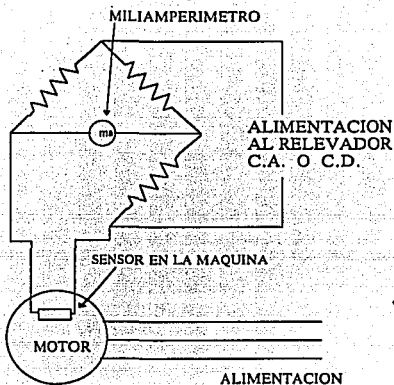 MILIAMPERIMETRO
ma
ALIMENTACION
AL RELEVADOR
C.A. O C.D.
SENSOR EN LA MAQUINA
MOTOR
ALIMENTACION